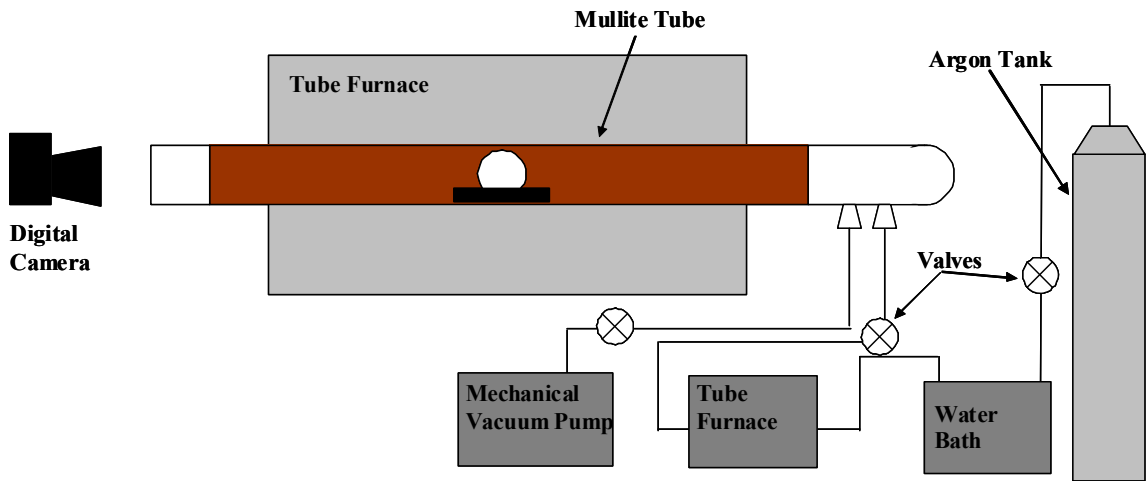 Mullite Tube
Argon Tank
Tube Furnace
Digital
Camera
Valves
Mechanical
Vacuum Pump
Tube
Furnace
Water
Bath